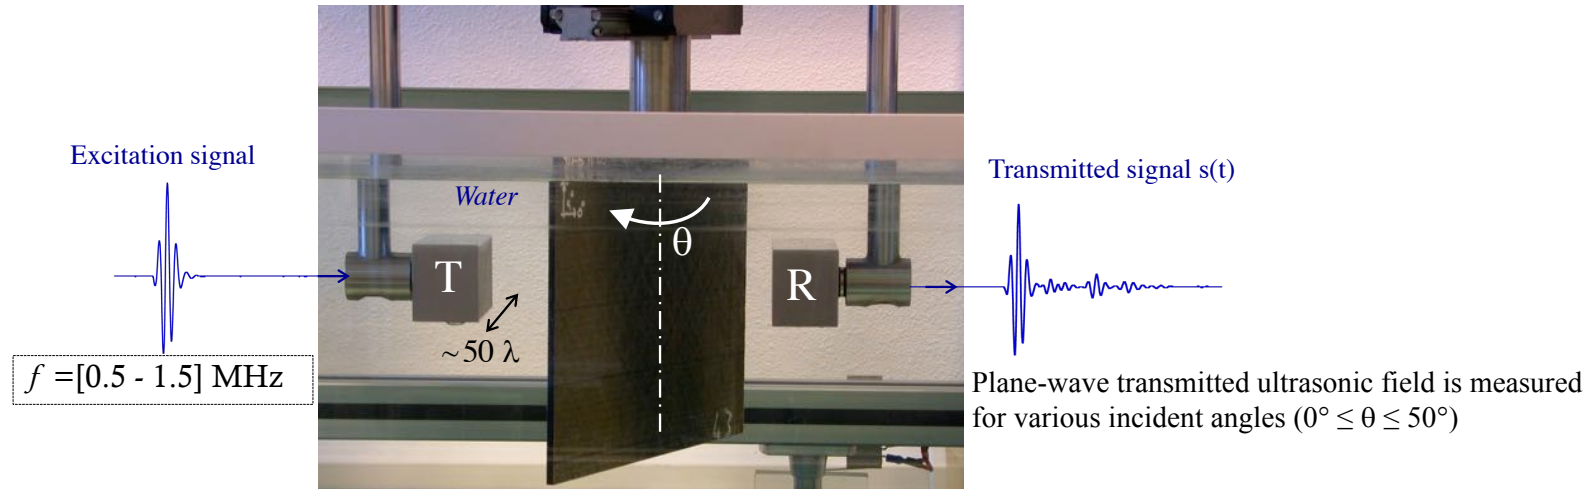 Excitation signal
f =[0.5 - 1.5] MHz
Water
θ
T
R
~50 λ
43
Transmitted signal s(t)
Plane-wave transmitted ultrasonic field is measured
for various incident angles (0° ≤ θ ≤ 50°)